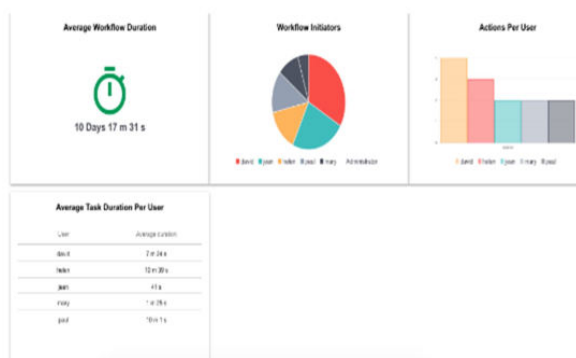 Average Workflow Duration
10 Days 17 m 31 s
Workflow Initiators
david joan helen paul mary Administrator
Actions Per User
david helen joan mary paul
Average Task Duration Per User
User Average duration
david 7 m 24 s
helen
joan 41 s
mary
paul